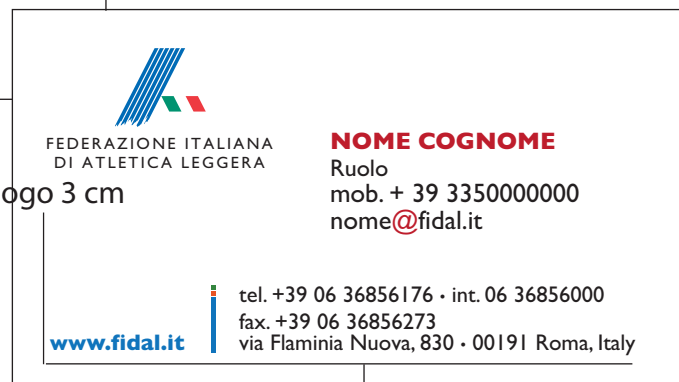 FEDERAZIONE ITALIANA
DI ATLETICA LEGGERA
ogo 3 cm
NOME COGNOME
Ruolo
mob. + 39 3350000000
nome@fidal.it
www.fidal.it
tel. +39 06 36856176 · int. 06 36856000
fax. +39 06 36856273
via Flaminia Nuova, 830 · 00191 Roma, Italy